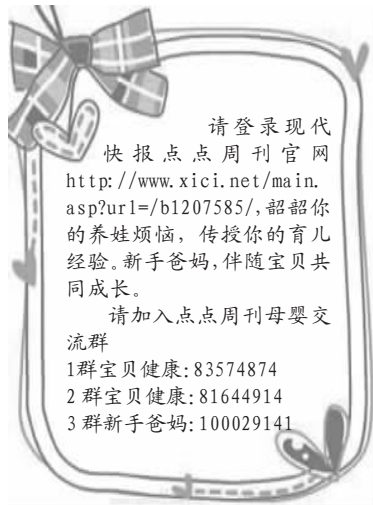 请登录现代
快报点点周刊官网
http://www.xici.net/main.
asp?url=/b1207585/,韶韶你
的养娃烦恼，传授你的育儿
经验。新手爸妈,伴随宝贝共
同成长。
请加入点点周刊母婴交
流群
1群宝贝健康:83574874
2 群宝贝健康:81644914
3 群新手爸妈:100029141